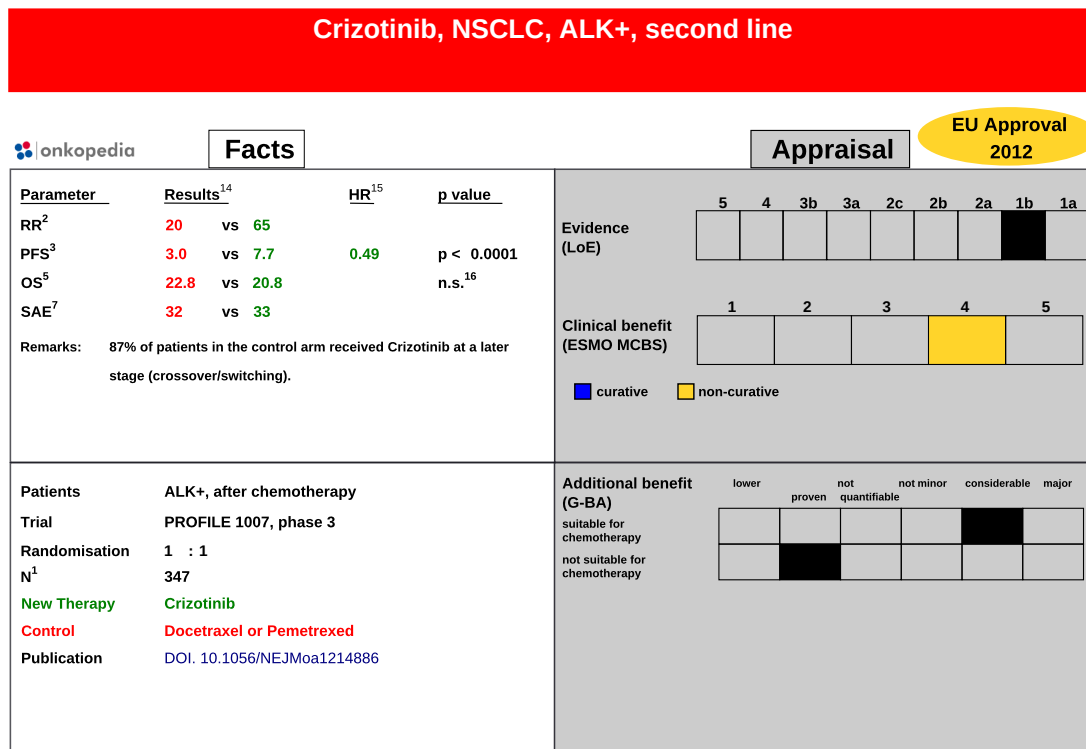 Crizotinib, NSCLC, ALK+, second line
onkopedia
Facts
Appraisal
EU Approval
2012
Parameter Results14 HR15 p value
RR2 20 vs 65
PFS3 3.0 vs 7.7 0.49 p < 0.0001
OS5 22.8 vs 20.8 n.s.16
SAE7 32 vs 33
Remarks: 87% of patients in the control arm received Crizotinib at a later
stage (crossover/switching).
5 4 3b 3a 2c 2b 2a 1b 1a
Evidence
(LoE)
1 2 3 4 5
Clinical benefit
(ESMO MCBS)
curative non-curative
Patients ALK+, after chemotherapy
Trial PROFILE 1007, phase 3
Randomisation 1 : 1
N1 347
New Therapy Crizotinib
Control Docetraxel or Pemetrexed
Publication DOI. 10.1056/NEJMoa1214886
Additional benefit
(G-BA)
lower not not minor considerable major
proven quantifiable
suitable for
chemotherapy
not suitable for
chemotherapy